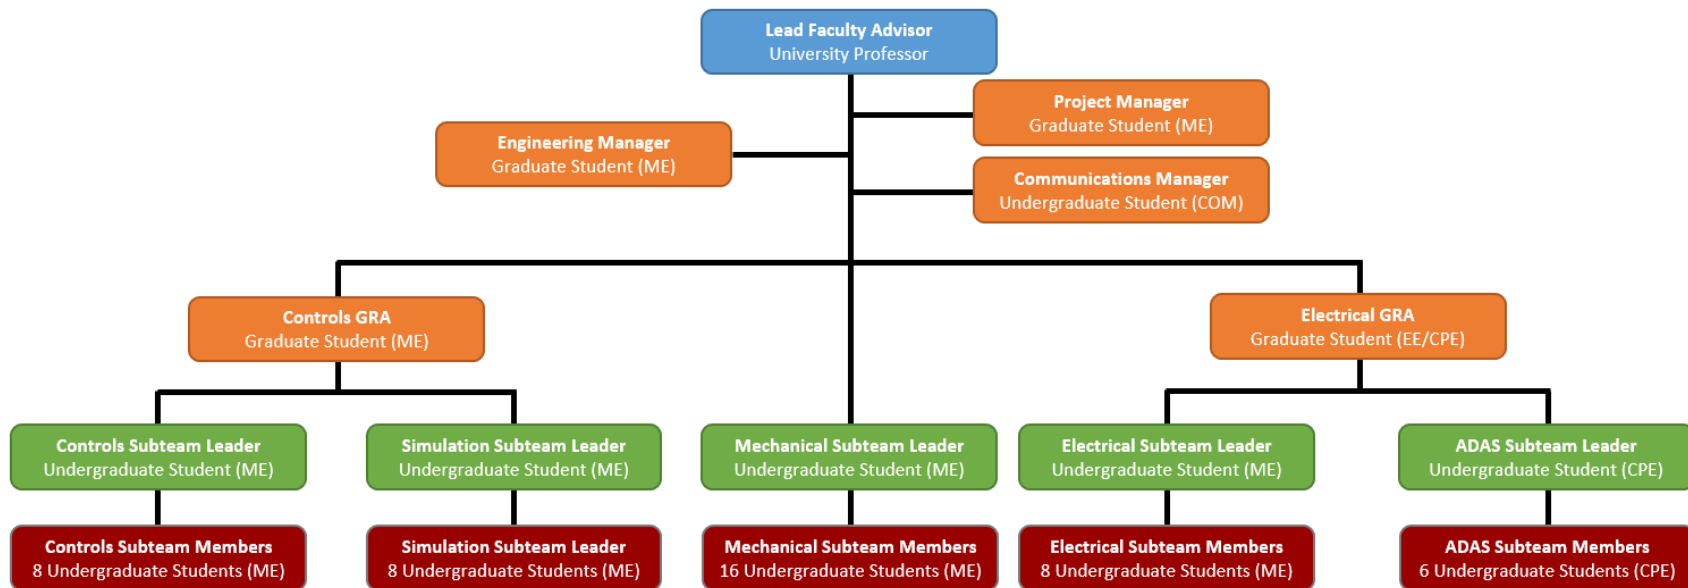 Lead Faculty Advisor
University Professor
Project Manager
Graduate Student (ME)
Engineering Manager
Graduate Student (ME)
Communications Manager
Undergraduate Student (COM)
Controls GRA
Graduate Student (ME)
Electrical GRA
Graduate Student (EE/CPE)
Controls Subteam Leader
Undergraduate Student (ME)
Simulation Subteam Leader
Undergraduate Student (ME)
Mechanical Subteam Leader
Undergraduate Student (ME)
Electrical Subteam Leader
Undergraduate Student (ME)
ADAS Subteam Leader
Undergraduate Student (CPE)
Controls Subteam Members
8 Undergraduate Students (ME)
Simulation Subteam Leader
8 Undergraduate Students (ME)
Mechanical Subteam Members
16 Undergraduate Students (ME)
Electrical Subteam Members
8 Undergraduate Students (ME)
ADAS Subteam Members
6 Undergraduate Students (CPE)